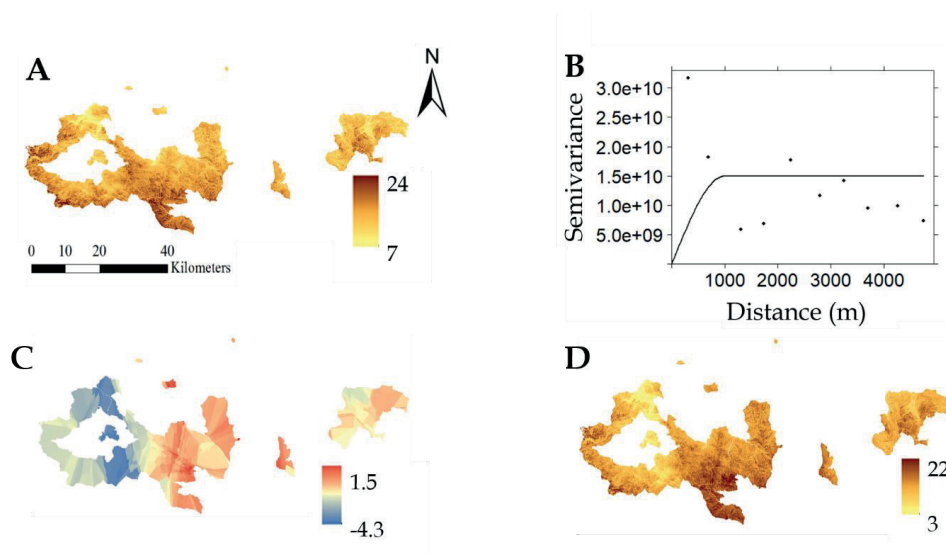 A
N
24
7
0 10 20 40
Kilometers
B
Semivariance
3.0e+10
2.5e+10
2.0e+10
1.5e+10
1.0e+10
5.0e+09
1000 2000 3000 4000
Distance (m)
C
1.5
-4.3
D
22
3